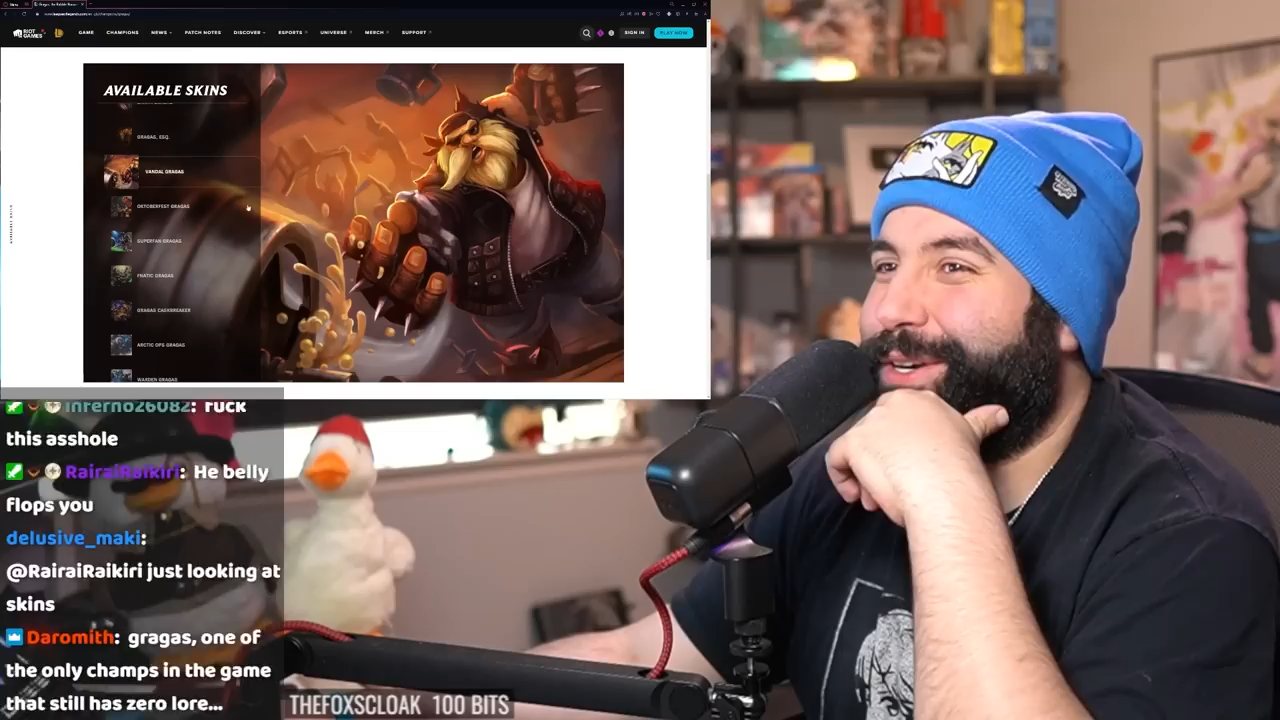 RIOT GAMES
GAME CHAMPIONS NEWS PATCH NOTES DISCOVER ESPORTS UNIVERSE MERCH SUPPORT
SIGN IN PLAY NOW
AVAILABLE SKINS
GRAGAS, ESQ.
VANDAL GRAGAS
OKTOBERFEST GRAGAS
SUPERFAN GRAGAS
FNATIC GRAGAS
GRAGAS CASKBREAKER
ARCTIC OPS GRAGAS
WARDEN GRAGAS
inferno26082: fuck
this asshole
RairaiRaikiri: He belly
flops you
delusive_maki:
@RairaiRaikiri just looking at
skins
Daromith: gragas, one of
the only champs in the game
that still has zero lore...
THEFOXSCLOAK 100 BITS